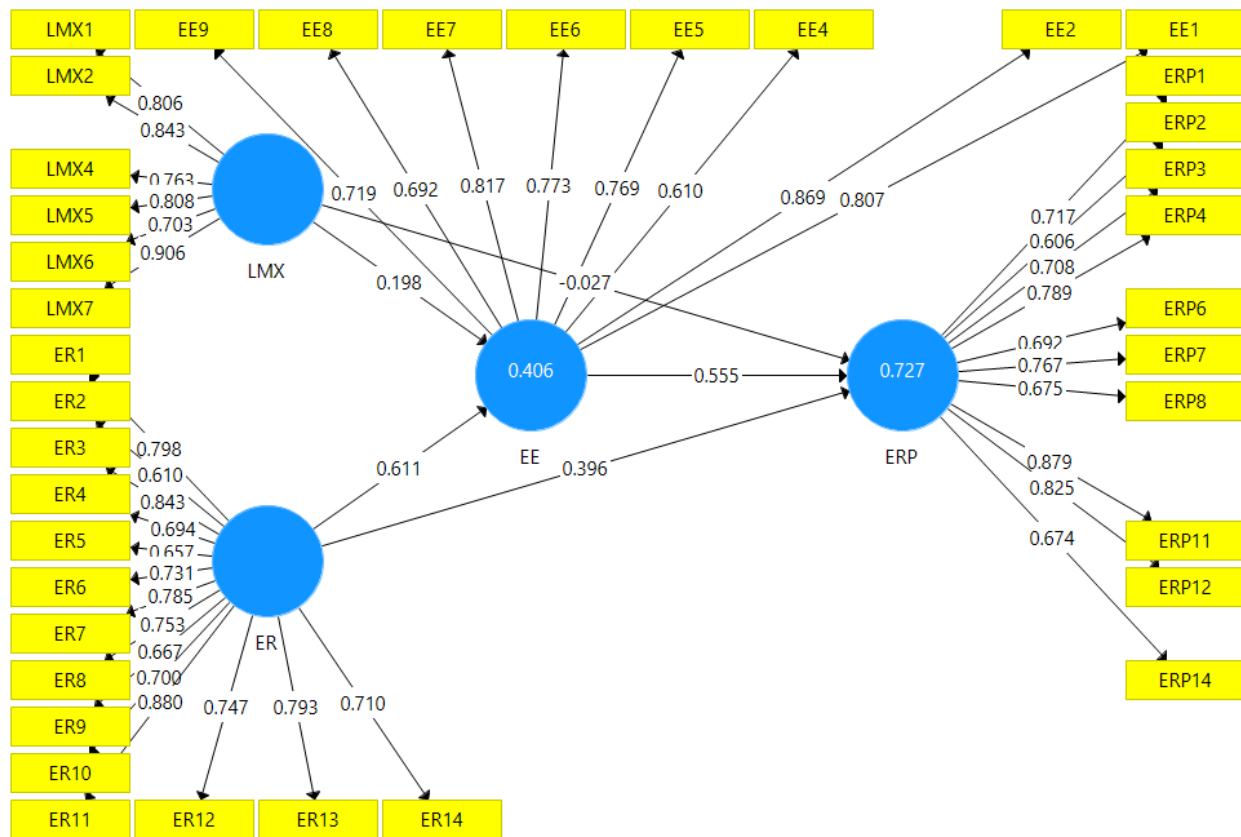 LMX1 EE9 EE8 EE7 EE6 EE5 EE4 EE2 EE1
LMX2
ERP1
ERP2
LMX4
ERP3
LMX5
ERP4
LMX6
LMX7
ERP6
ER1
ERP7
ER2
ERP8
ER3
ER4
ER5
ERP11
ER6
ERP12
ER7
ER8
ERP14
ER9
ER10
ER11 ER12 ER13 ER14
0.806
0.843
0.763
0.808
0.703
0.906
LMX
0.719
0.692
0.817
0.773
0.769
0.610
0.869
0.807
0.198
-0.027
0.406
EE
0.555
0.727
ERP
0.611
0.396
0.717
0.606
0.708
0.789
0.692
0.767
0.675
0.879
0.825
0.674
0.798
0.610
0.843
0.694
0.657
0.731
0.785
0.753
0.667
0.700
0.880
ER
0.747
0.793
0.710